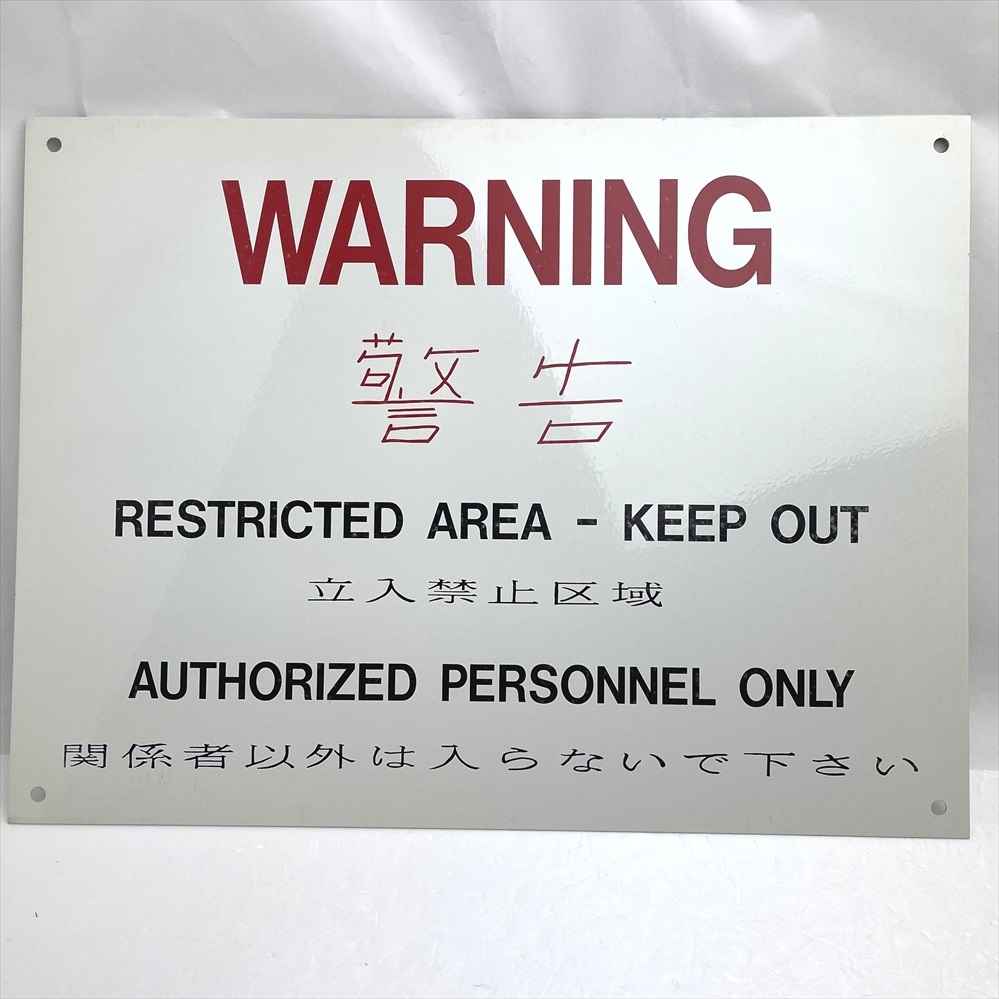 WARNING
警告
RESTRICTED AREA - KEEP OUT
立入禁止区域
AUTHORIZED PERSONNEL ONLY
関係者以外は入らないで下さい